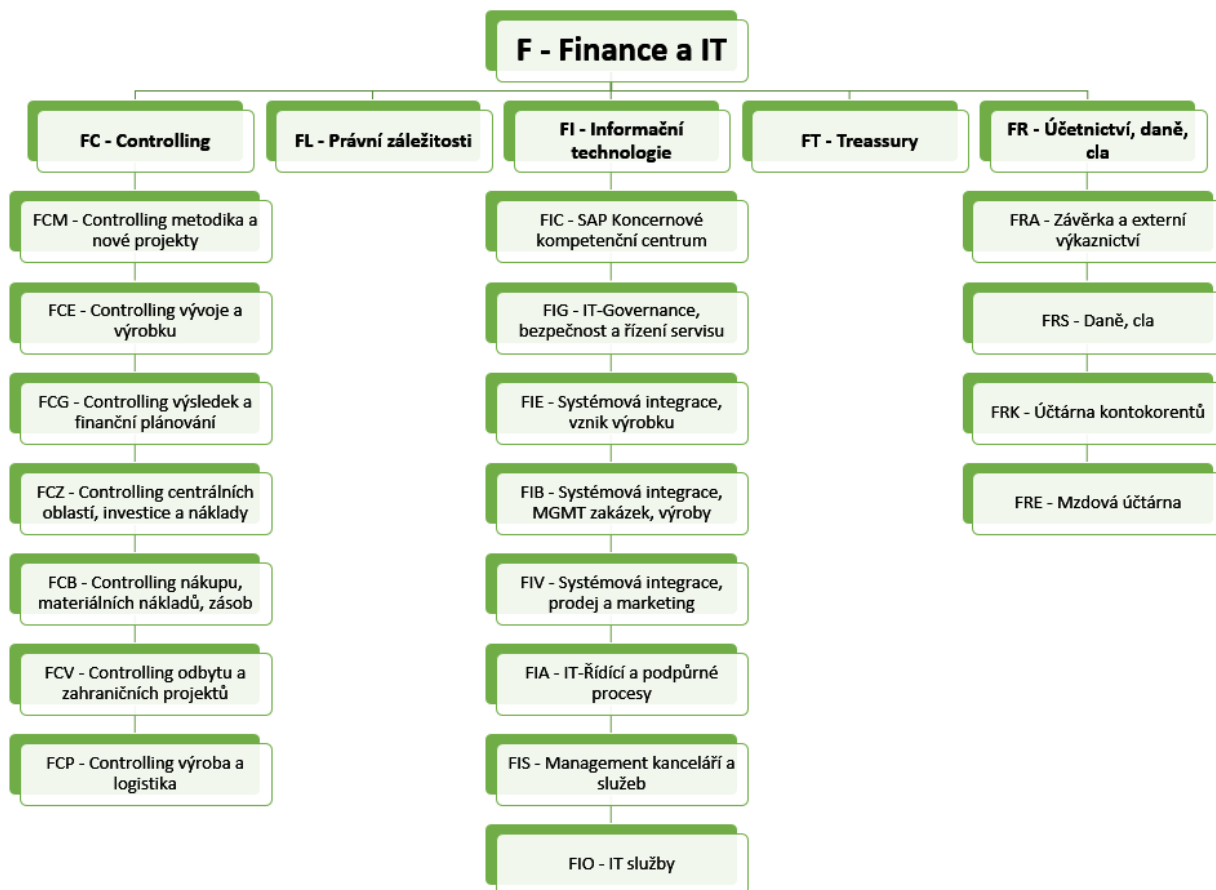 F - Finance a IT
FC - Controlling
FL - Právní záležitosti
FI - Informační
technologie
FT - Treassury
FR - Účetnictví, daně,
cla
FCM - Controlling metodika a
nové projekty
FCE - Controlling vývoje a
výrobku
FCG - Controlling výsledek a
finanční plánování
FCZ - Controlling centrálních
oblastí, investice a náklady
FCB - Controlling nákupu,
materiálních nákladů, zásob
FCV - Controlling odbytu a
zahraničních projektů
FCP - Controlling výroba a
logistika
FIC - SAP Koncernové
kompetenční centrum
FIG - IT-Governance,
bezpečnost a řízení servisu
FIE - Systémová integrace,
vznik výrobku
FIB - Systémová integrace,
MGMT zakázek, výroby
FIV - Systémová integrace,
prodej a marketing
FIA - IT-Řídící a podpůrné
procesy
FIS - Management kanceláří a
služeb
FIO - IT služby
FRA - Závěrka a externí
výkaznictví
FRS - Daně, cla
FRK - Účtárna kontokorentů
FRE - Mzdová účtárna